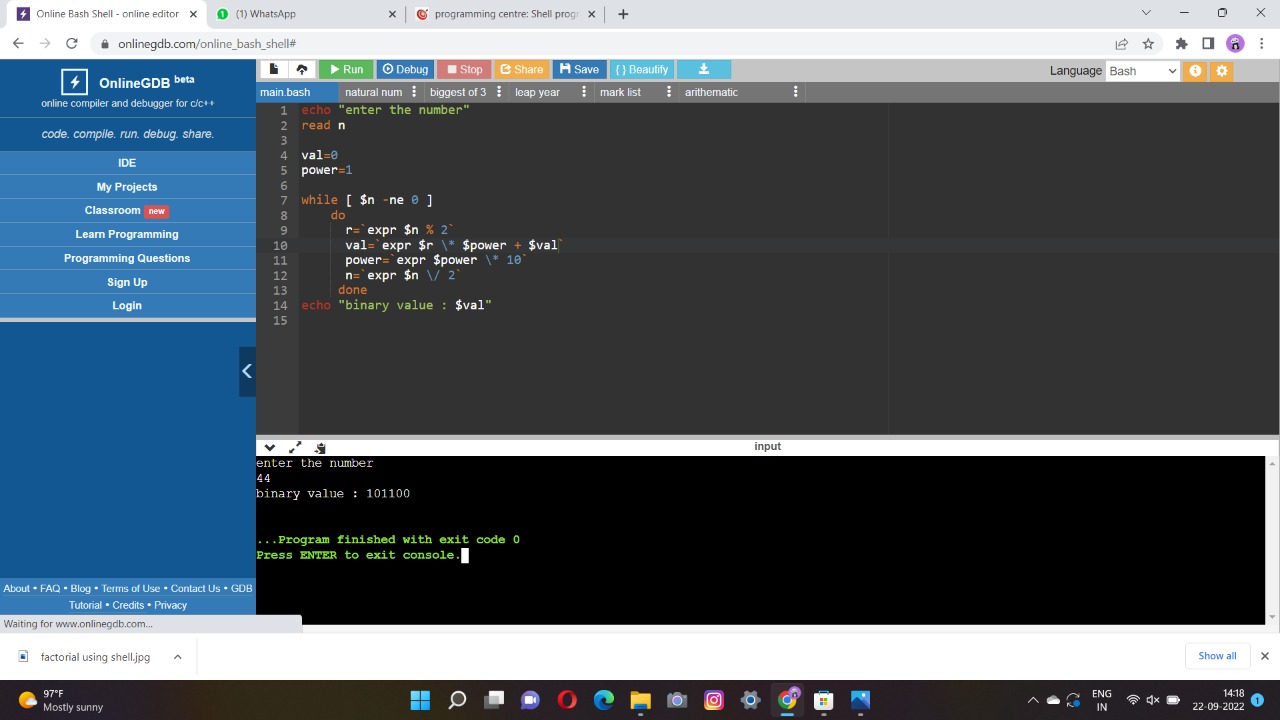 Online Bash Shell - online editor
(1) WhatsApp
programming centre: Shell prog
onlinegdb.com/online_bash_shell#
OnlineGDB beta
online compiler and debugger for c/c++
code. compile. run. debug. share.
IDE
My Projects
Classroom new
Learn Programming
Programming Questions
Sign Up
Login
About • FAQ • Blog • Terms of Use • Contact Us • GDB
Tutorial • Credits • Privacy
Waiting for www.onlinegdb.com...
Run Debug Stop Share Save { } Beautify
Language Bash
main.bash natural num biggest of 3 leap year mark list arithematic
1 echo "enter the number"
2 read n
3
4 val=0
5 power=1
6
7 while [ $n -ne 0 ]
8 do
9 r=`expr $n % 2`
10 val=`expr $r \* $power + $val`
11 power=`expr $power \* 10`
12 n=`expr $n \/ 2`
13 done
14 echo "binary value : $val"
15
input
enter the number
44
binary value : 101100
...Program finished with exit code 0
Press ENTER to exit console.
factorial using shell.jpg
Show all
97°F
Mostly sunny
ENG
IN
14:18
22-09-2022
1